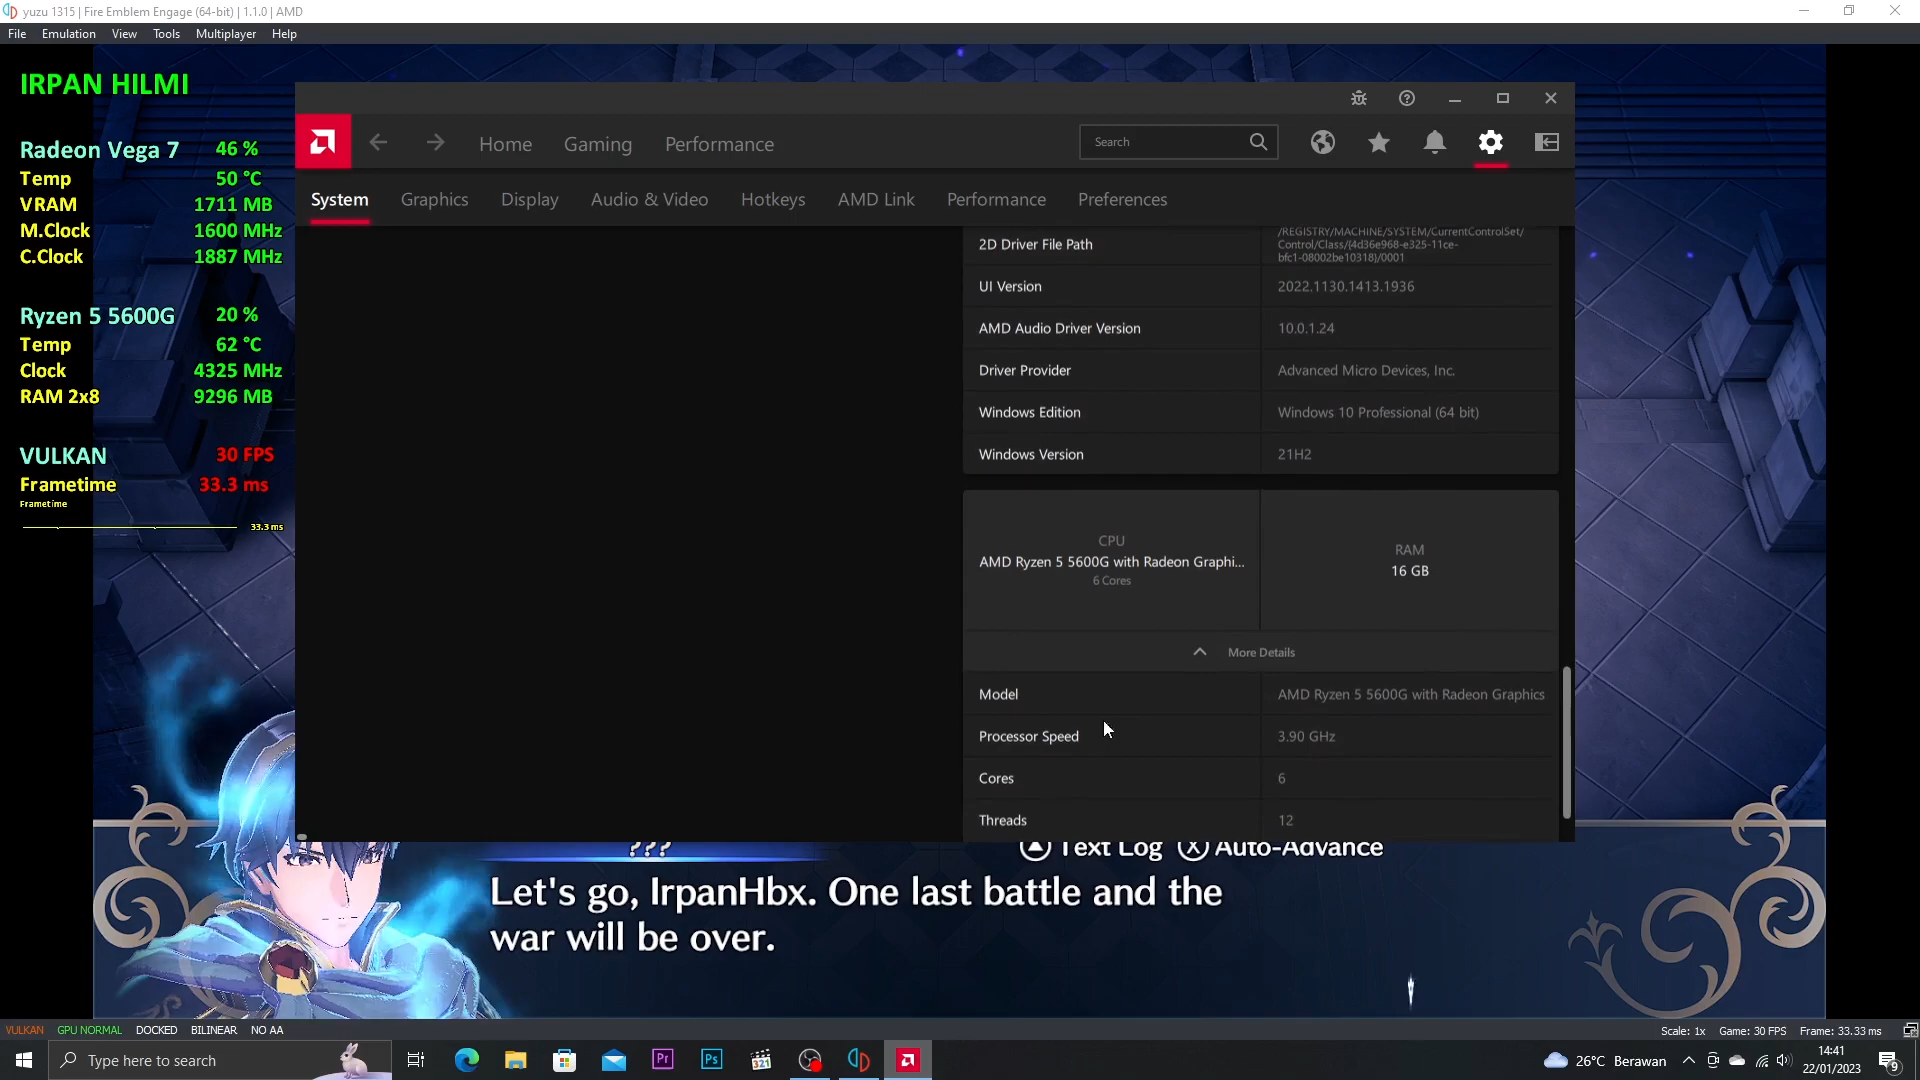 yuzu 1315 | Fire Emblem Engage (64-bit) | 1.1.0 | AMD
File Emulation View Tools Multiplayer Help
IRPAN HILMI
Radeon Vega 7 46 %
Temp 50 °C
VRAM 1711 MB
M.Clock 1600 MHz
C.Clock 1887 MHz
Ryzen 5 5600G 20 %
Temp 62 °C
Clock 4325 MHz
RAM 2x8 9296 MB
VULKAN 30 FPS
Frametime 33.3 ms
Frametime
33.3 ms
Home Gaming Performance
Search
System Graphics Display Audio & Video Hotkeys AMD Link Performance Preferences
2D Driver File Path
/REGISTRY/MACHINE/SYSTEM/CurrentControlSet/
Control/Class/{4d36e968-e325-11ce-
bfc1-08002be10318}/0001
UI Version 2022.1130.1413.1936
AMD Audio Driver Version 10.0.1.24
Driver Provider Advanced Micro Devices, Inc.
Windows Edition Windows 10 Professional (64 bit)
Windows Version 21H2
CPU
AMD Ryzen 5 5600G with Radeon Graphi...
6 Cores
RAM
16 GB
More Details
Model AMD Ryzen 5 5600G with Radeon Graphics
Processor Speed 3.90 GHz
Cores 6
Threads 12
???
Text Log X Auto-Advance
Let's go, IrpanHbx. One last battle and the
war will be over.
VULKAN GPU NORMAL DOCKED BILINEAR NO AA
Scale: 1x Game: 30 FPS Frame: 33.33 ms
Type here to search
Pr
Ps
321
26°C Berawan
14:41
22/01/2023
9